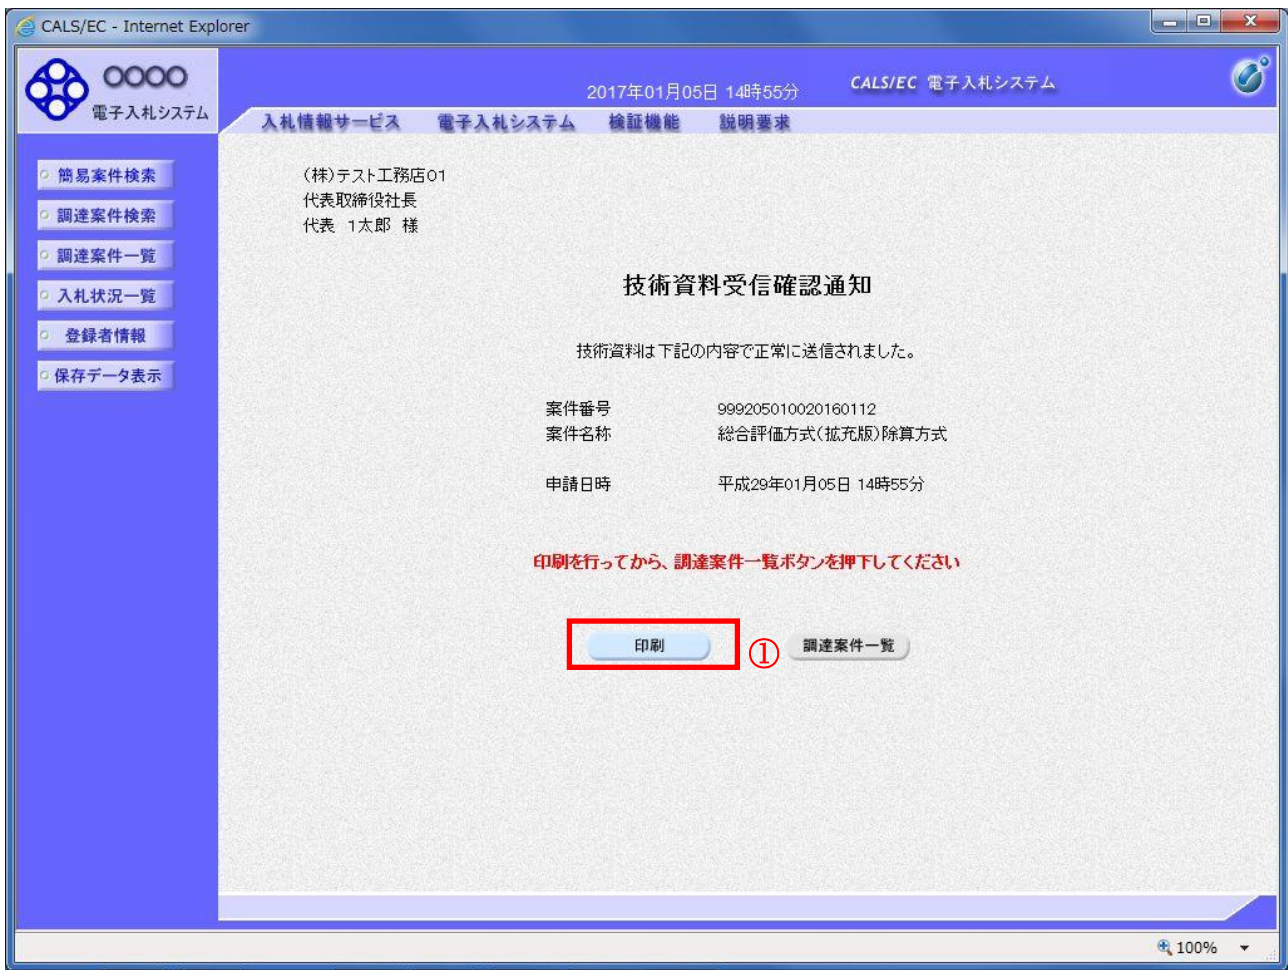 CALS/EC - Internet Explorer
OOOO
電子入札システム
2017年01月05日 14時55分
CALS/EC 電子入札システム
入札情報サービス 電子入札システム 検証機能 説明要求
簡易案件検索
調達案件検索
調達案件一覧
入札状況一覧
登録者情報
保存データ表示
(株)テスト工務店01
代表取締役社長
代表 1太郎 様
技術資料受信確認通知
技術資料は下記の内容で正常に送信されました。
案件番号 999205010020160112
案件名称 総合評価方式(拡充版)除算方式
申請日時 平成29年01月05日 14時55分
印刷を行ってから、調達案件一覧ボタンを押下してください
印刷 ① 調達案件一覧
100%